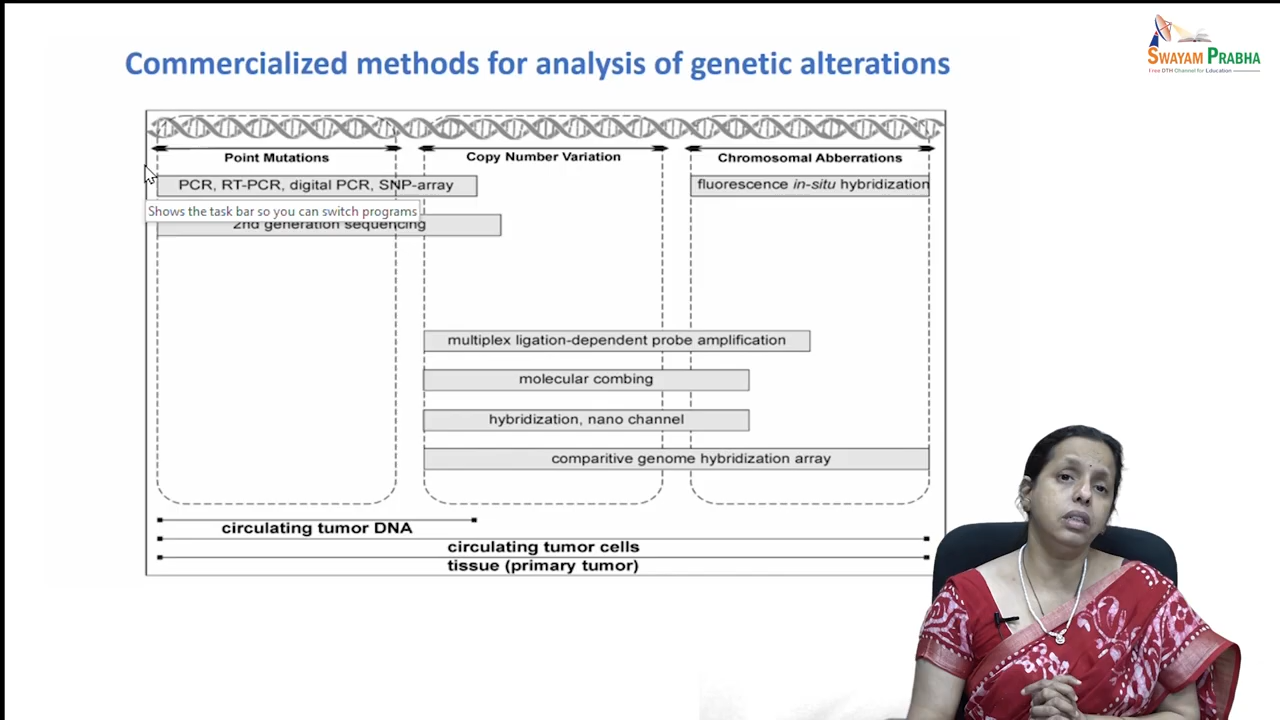 Commercialized methods for analysis of genetic alterations
SWAYAM PRABHA
Free DTH Channel for Education
Point Mutations
Copy Number Variation
Chromosomal Abberrations
PCR, RT-PCR, digital PCR, SNP-array
fluorescence in-situ hybridization
Shows the task bar so you can switch programs
2nd generation sequencing
multiplex ligation-dependent probe amplification
molecular combing
hybridization, nano channel
comparitive genome hybridization array
circulating tumor DNA
circulating tumor cells
tissue (primary tumor)